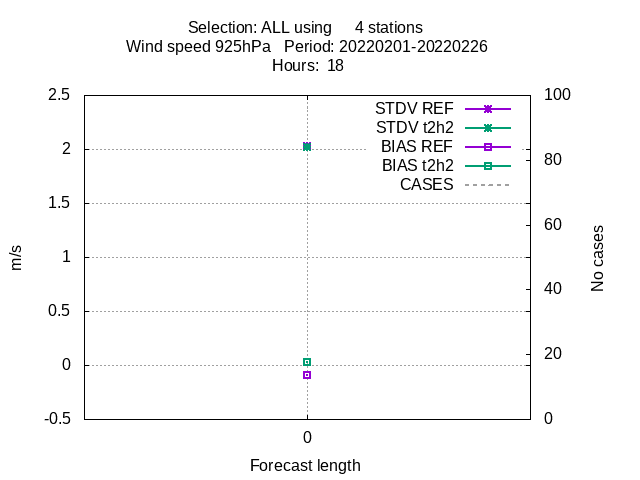 Selection: ALL using     4 stations
Wind speed 925hPa   Period: 20220201-20220226
Hours:  18
2.5
2
1.5
1
0.5
0
-0.5
100
80
60
40
20
0
STDV REF
STDV t2h2
BIAS REF
BIAS t2h2
CASES
m/s
No cases
0
Forecast length